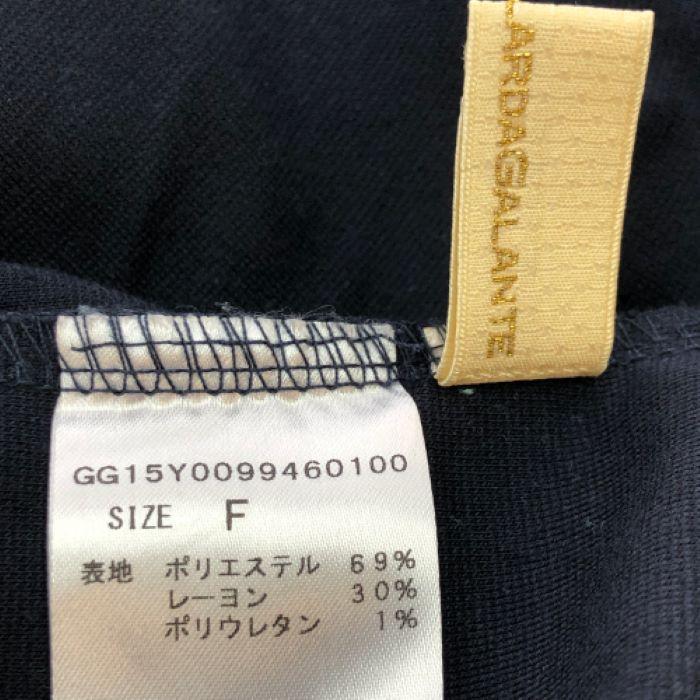 LARDAGALANTE
GG15Y0099460100
SIZE F
表地 ポリエステル 69%
レーヨン 30%
ポリウレタン 1%